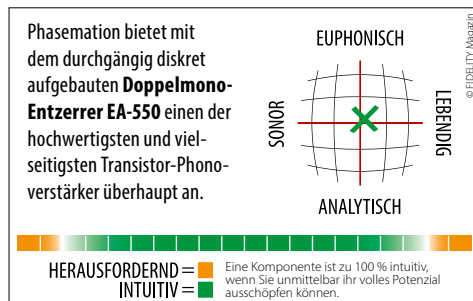 Phasemation bietet mit
dem durchgängig diskret
aufgebauten Doppelmono-
Entzerrer EA-550 einen der
hochwertigsten und viel-
seitigsten Transistor-Phono-
verstärker überhaupt an.
EUPHONISCH
SONOR
LEBENDIG
ANALYTISCH
© FIDELITY Magazin
HERAUSFORDERND =
INTUITIV =
Eine Komponente ist zu 100 % intuitiv,
wenn Sie unmittelbar ihr volles Potenzial
ausschöpfen können.